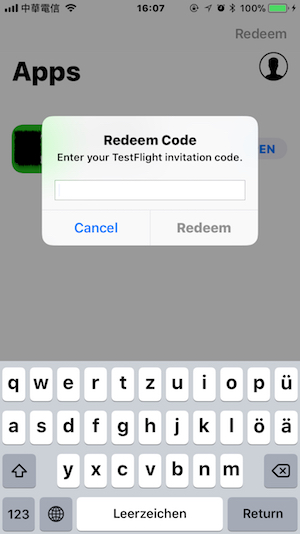 中華電信 16:07 100%
Redeem
Apps
EN
Redeem Code
Enter your TestFlight invitation code.
Cancel Redeem
q w e r t z u i o p ü
a s d f g h j k l ö ä
y x c v b n m
123 Leerzeichen Return